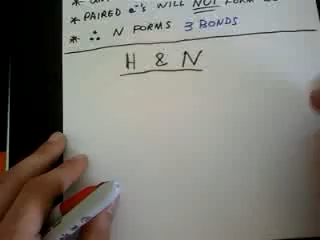 * PAIRED e⁻'s WILL NOT FORM
* ∴ N FORMS 3 BONDS
H & N